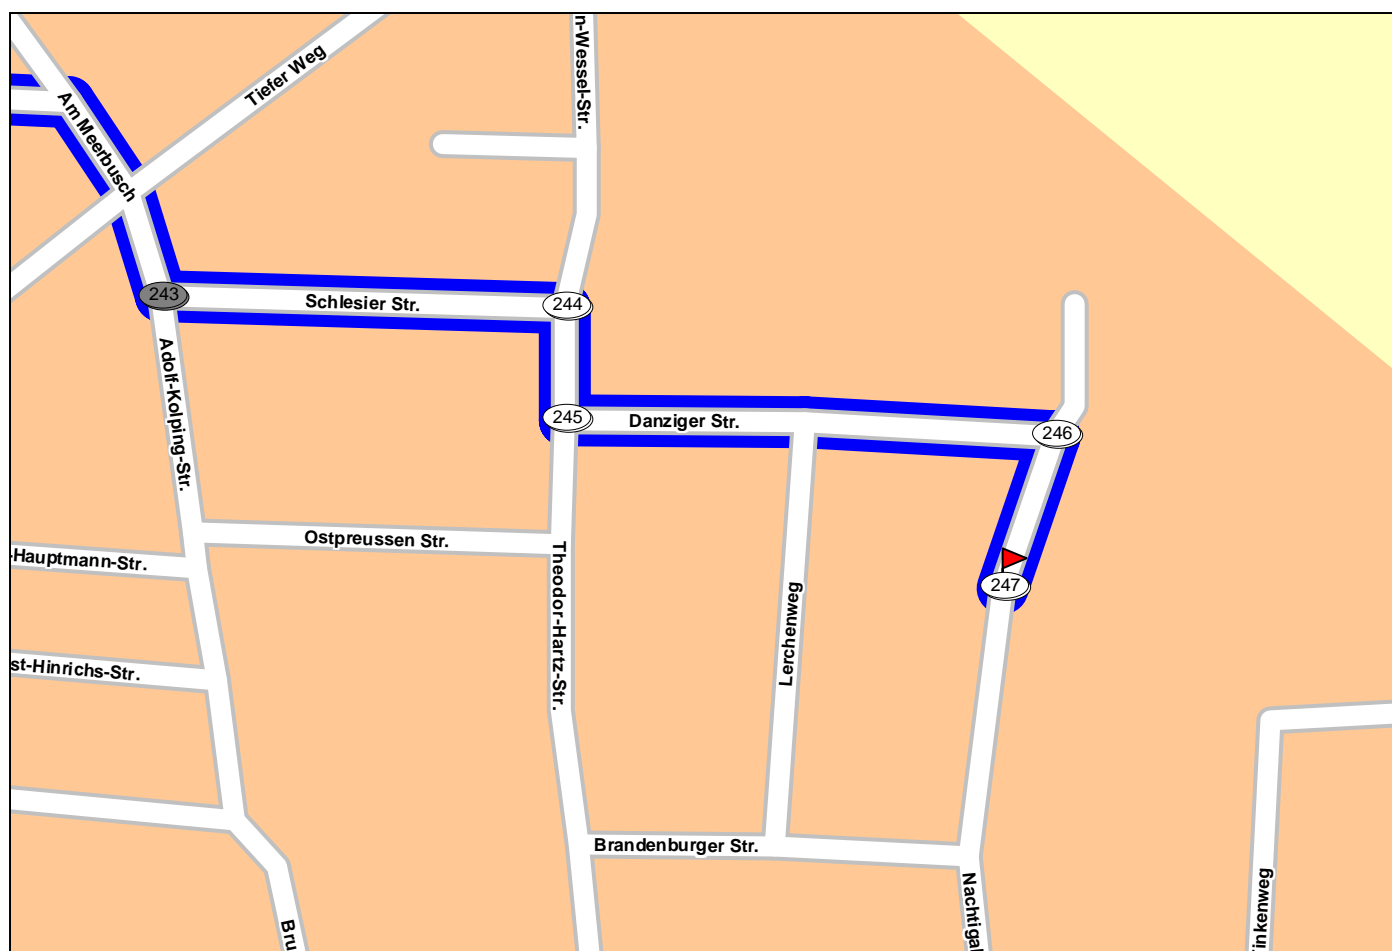 n-Wessel-Str.
Tiefer Weg
Am Meerbusch
243
Schlesier Str.
244
Adolf-Kolping-Str.
245
Danziger Str.
246
Ostpreussen Str.
-Hauptmann-Str.
247
Theodor-Hartz-Str.
Lerchenweg
st-Hinrichs-Str.
Brandenburger Str.
Nachtigal
inkenweg
Bru